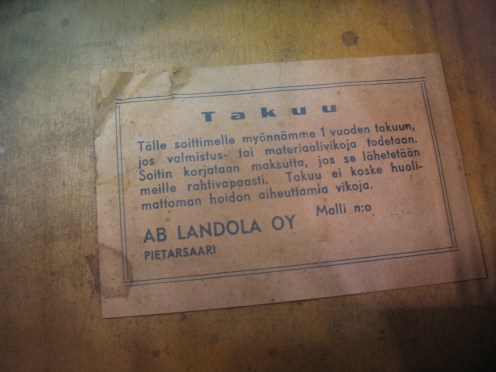 Takuu
Tälle soittimelle myönnämme 1 vuoden takuun,
jos valmistus- tai materiaalivikoja todetaan.
Soitin korjataan maksutta, jos se lähetetään
meille rahtivapaasti. Takuu ei koske huoli-
mattoman hoidon aiheuttamia vikoja.
Malli n:o
AB LANDOLA OY
PIETARSAARI